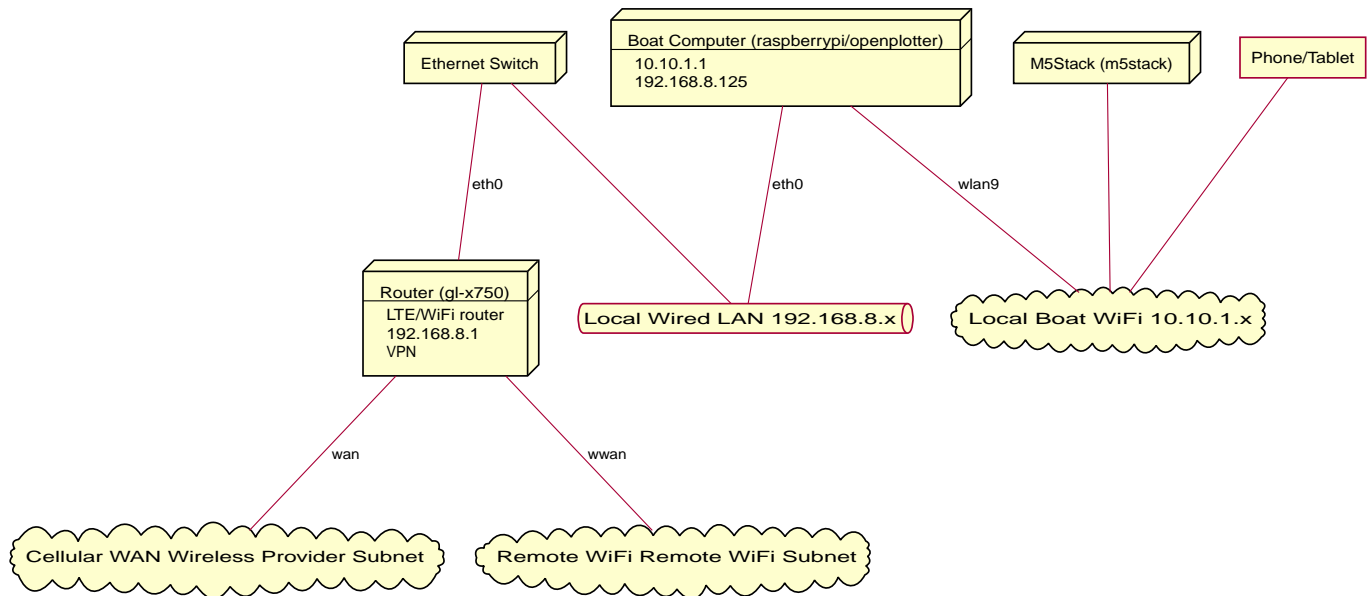 Ethernet Switch
Boat Computer (raspberrypi/openplotter)
10.10.1.1
192.168.8.125
M5Stack (m5stack)
Phone/Tablet
eth0
eth0
wlan9
Router (gl-x750)
LTE/WiFi router
192.168.8.1
VPN
Local Wired LAN 192.168.8.x
Local Boat WiFi 10.10.1.x
wan
wwan
Cellular WAN Wireless Provider Subnet
Remote WiFi Remote WiFi Subnet